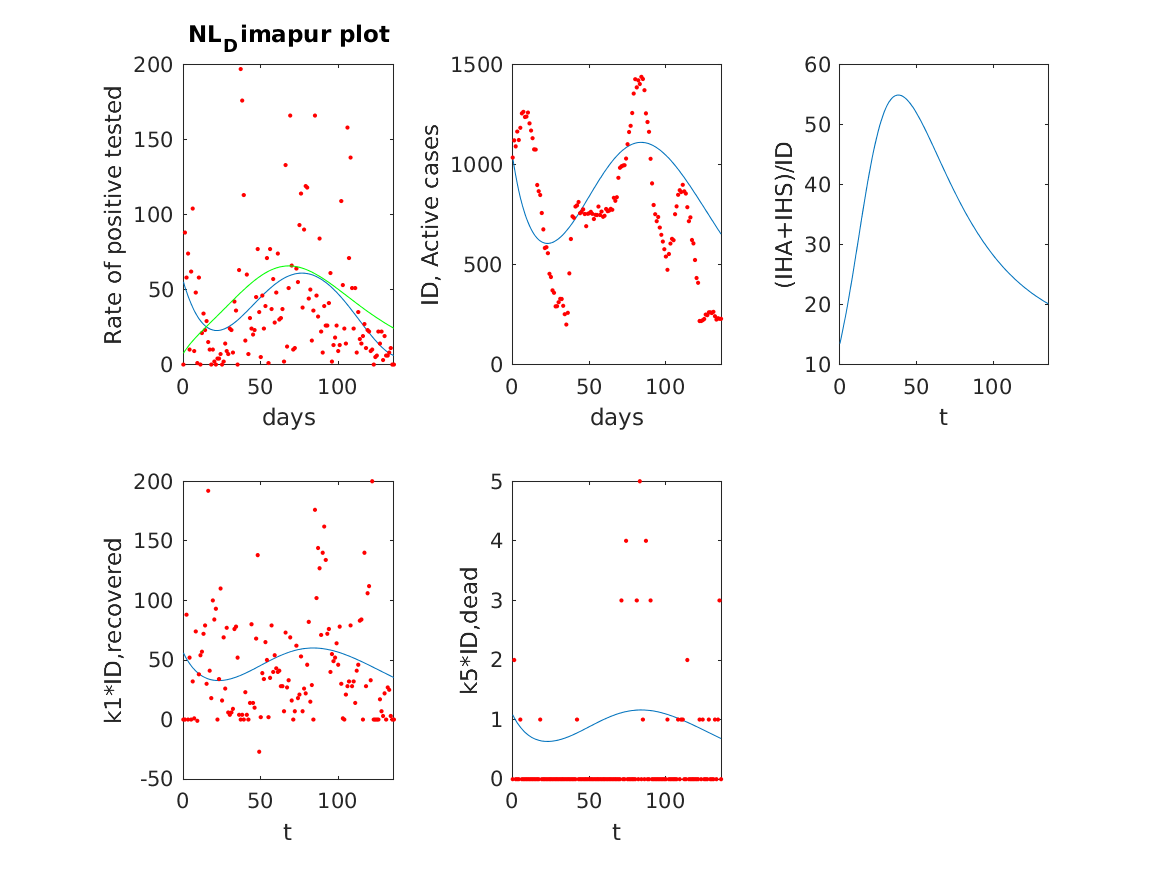 NL_Dimapur plot
200
150
100
50
0
0 50 100
Rate of positive tested
days
1500
1000
500
0
0 50 100
ID, Active cases
days
60
50
40
30
20
10
0 50 100
(IHA+IHS)/ID
t
200
150
100
50
0
-50
0 50 100
k1*ID,recovered
t
5
4
3
2
1
0
0 50 100
k5*ID,dead
t